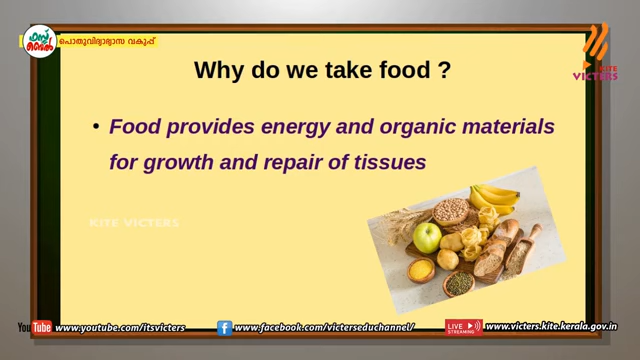 ഫസ്റ്റ് ബെൽ
പൊതുവിദ്യാഭ്യാസ വകുപ്പ്
KITE
VICTERS
Why do we take food ?
• Food provides energy and organic materials
for growth and repair of tissues
KITE VICTERS
YouTube www.youtube.com/itsvicters
f www.facebook.com/victerseduchannel/
LIVE STREAMING www.victers.kite.kerala.gov.in